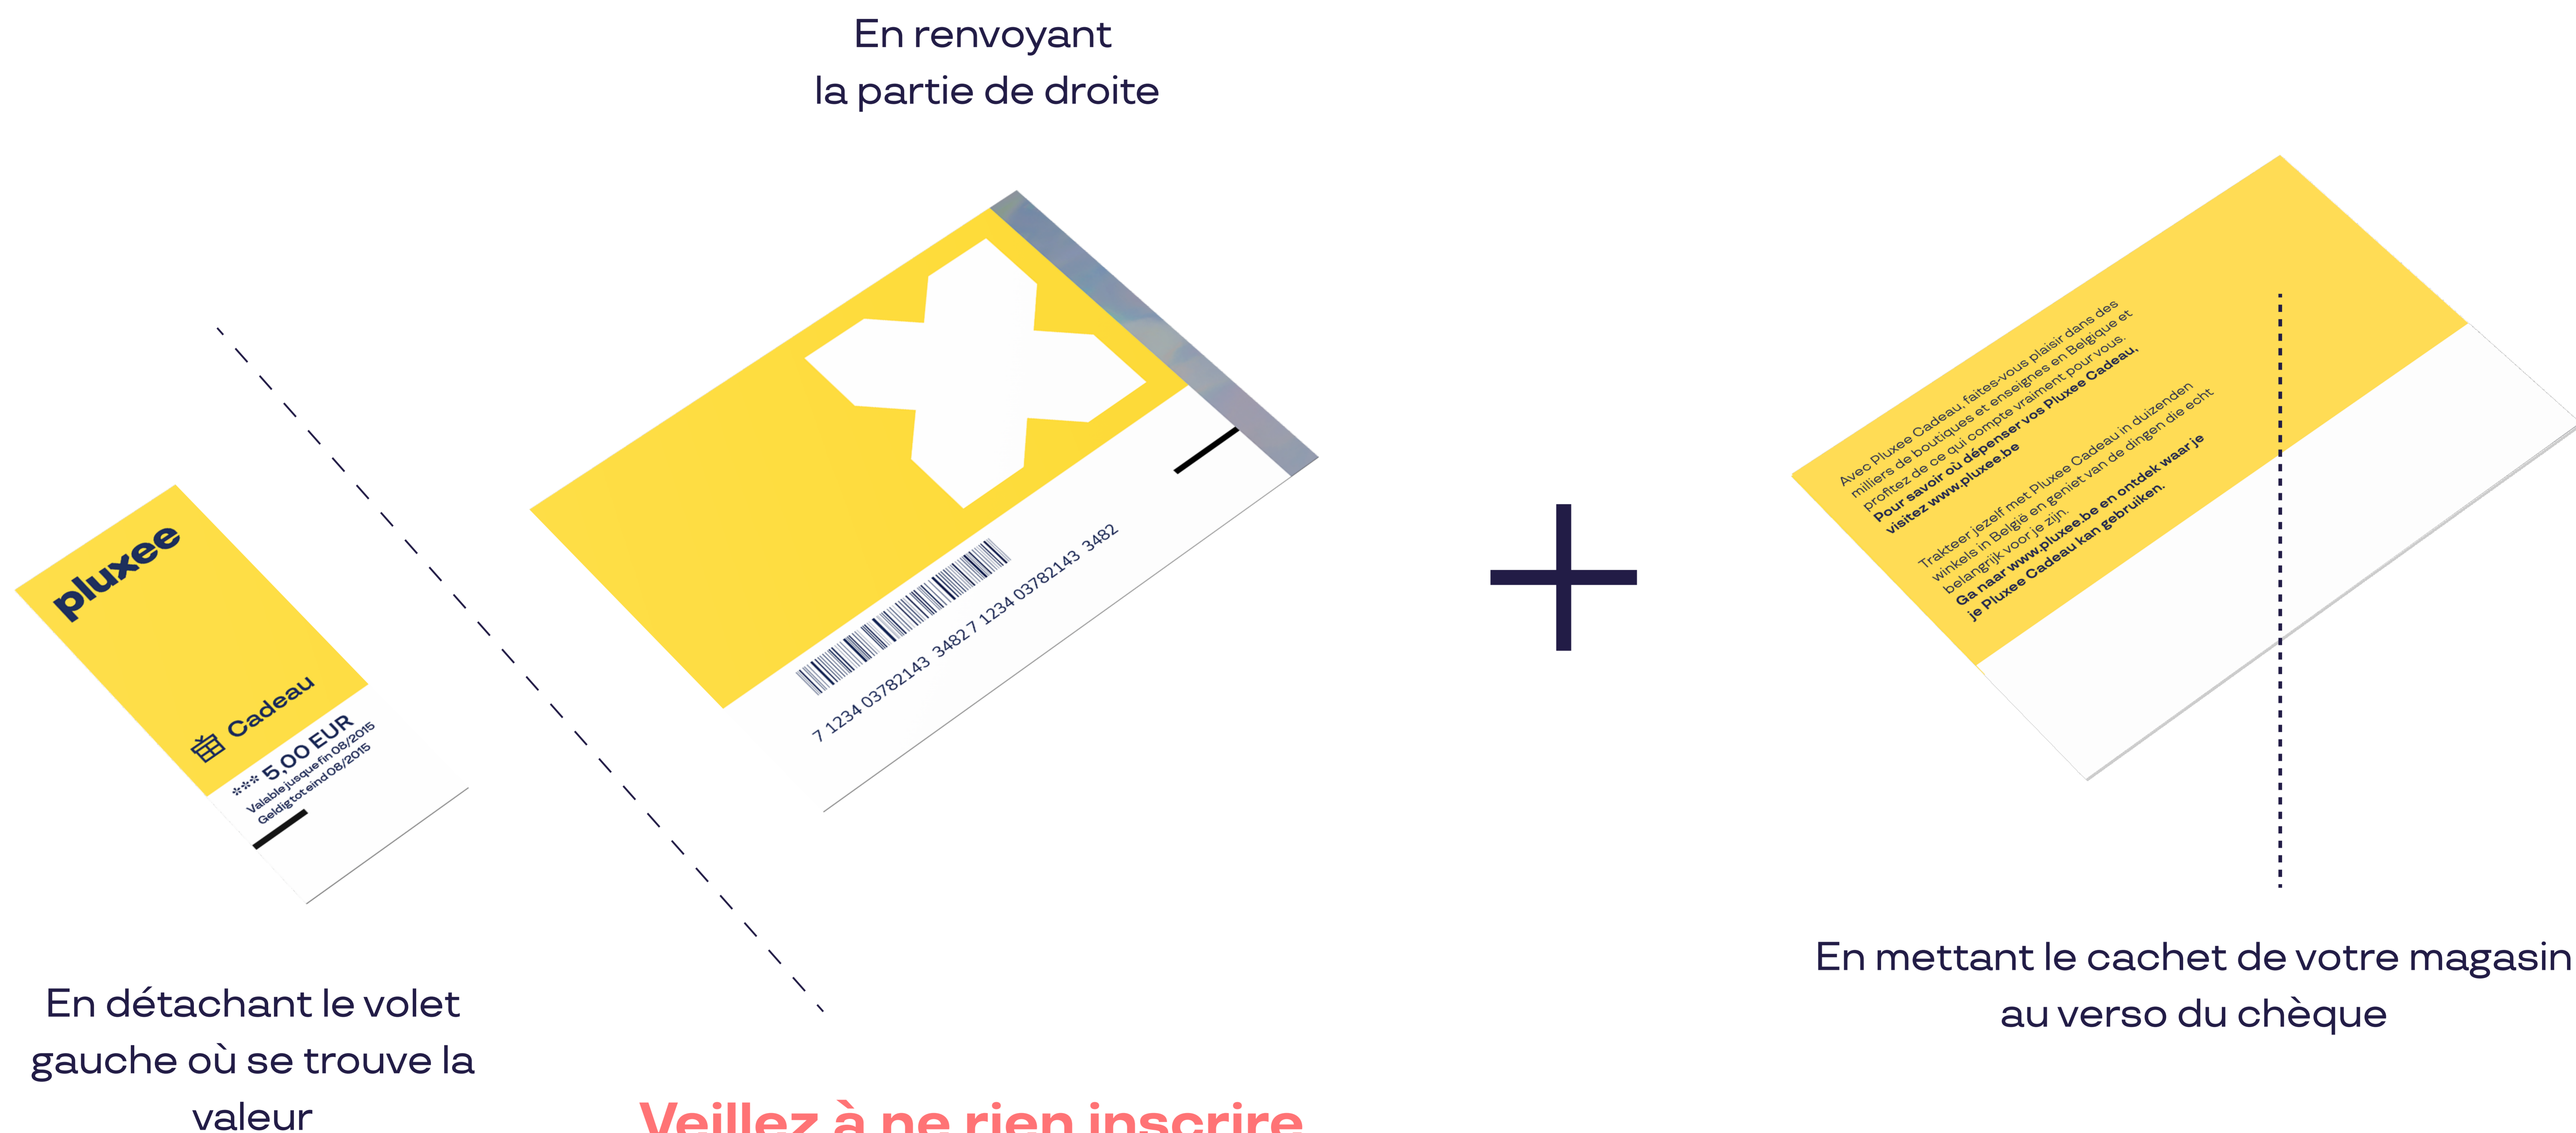 En renvoyant
la partie de droite
pluxee
Cadeau
*** 5,00 EUR
Valable jusque fin 08/2015
Geldig tot eind 08/2015
7 1234 03782143 3482 7 1234 03782143 3482
Avec Pluxee Cadeau, faites-vous plaisir dans des
milliers de boutiques et enseignes en Belgique et
profitez de ce qui compte vraiment pour vous.
Pour savoir où dépenser vos Pluxee Cadeau,
visitez www.pluxee.be
Trakteer jezelf met Pluxee Cadeau in duizenden
winkels in België en geniet van de dingen die echt
belangrijk voor je zijn.
Ga naar www.pluxee.be en ontdek waar je
je Pluxee Cadeau kan gebruiken.
En détachant le volet
gauche où se trouve la
valeur
En mettant le cachet de votre magasin
au verso du chèque
Veillez à ne rien inscrire